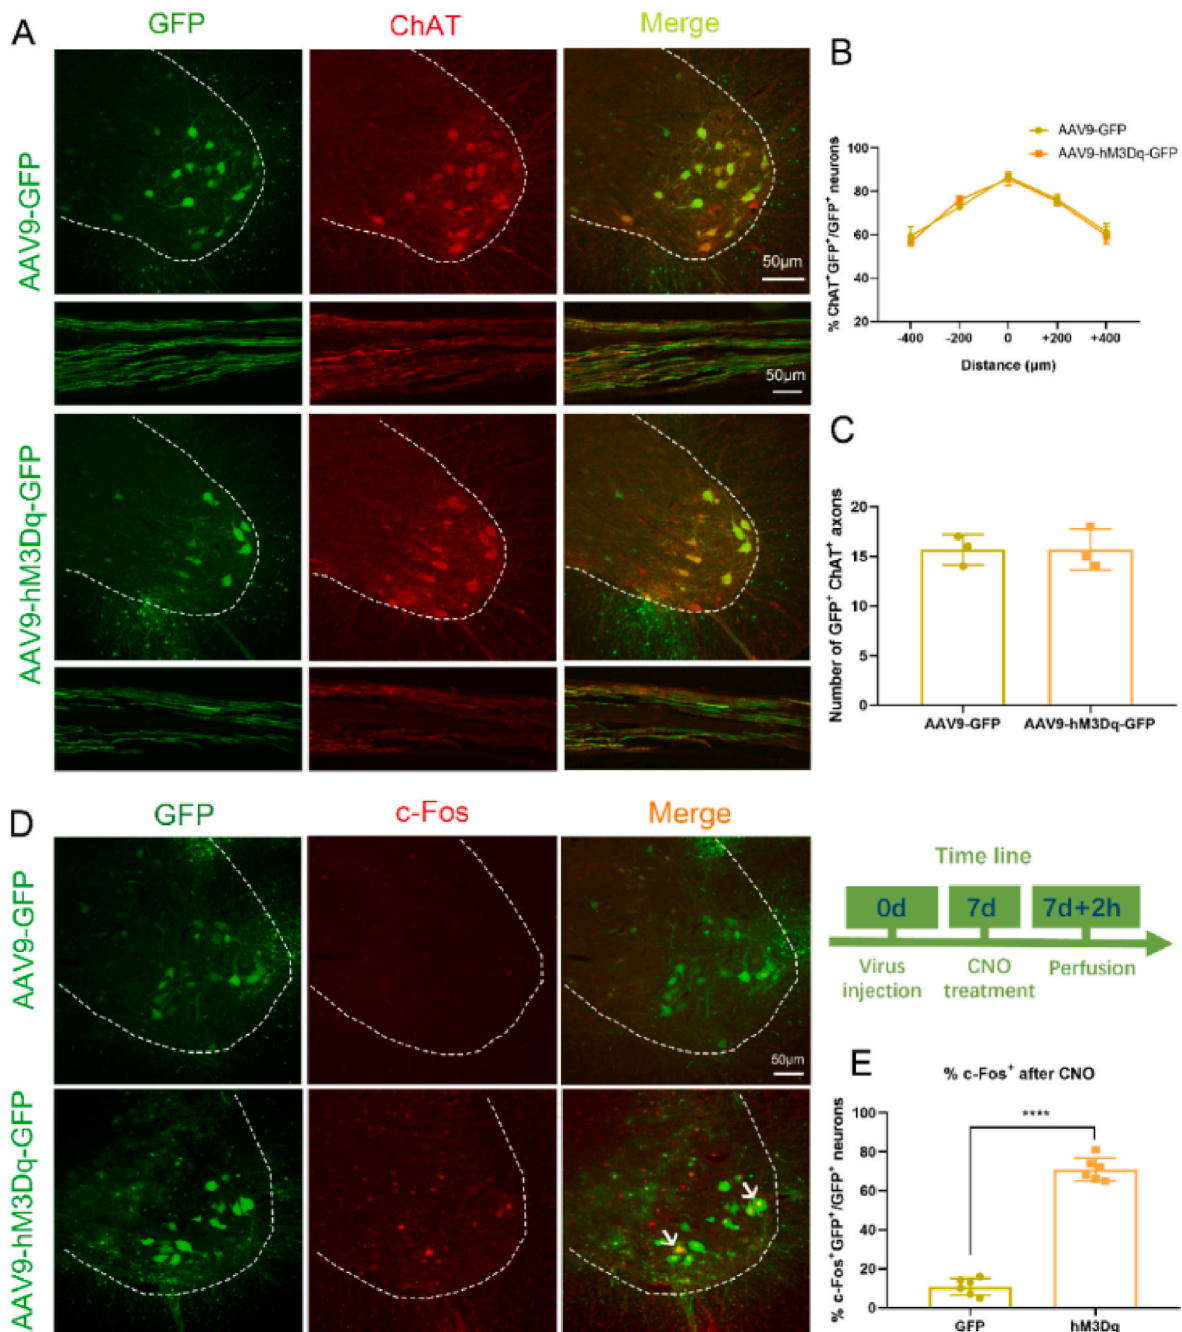 A
GFP
ChAT
Merge
AAV9-GFP
50μm
50μm
AAV9-hM3Dq-GFP
B
AAV9-GFP
AAV9-hM3Dq-GFP
% ChAT⁺GFP⁺/GFP⁺ neurons
100
80
60
40
20
-400
-200
0
+200
+400
Distance (μm)
C
Number of GFP⁺ ChAT⁺ axons
20
15
10
5
0
AAV9-GFP
AAV9-hM3Dq-GFP
D
GFP
c-Fos
Merge
AAV9-GFP
50μm
AAV9-hM3Dq-GFP
Time line
0d
7d
7d+2h
Virus
injection
CNO
treatment
Perfusion
E
% c-Fos⁺ after CNO
% c-Fos⁺GFP⁺/GFP⁺ neurons
100
80
60
40
20
0
****
GFP
hM3Dq